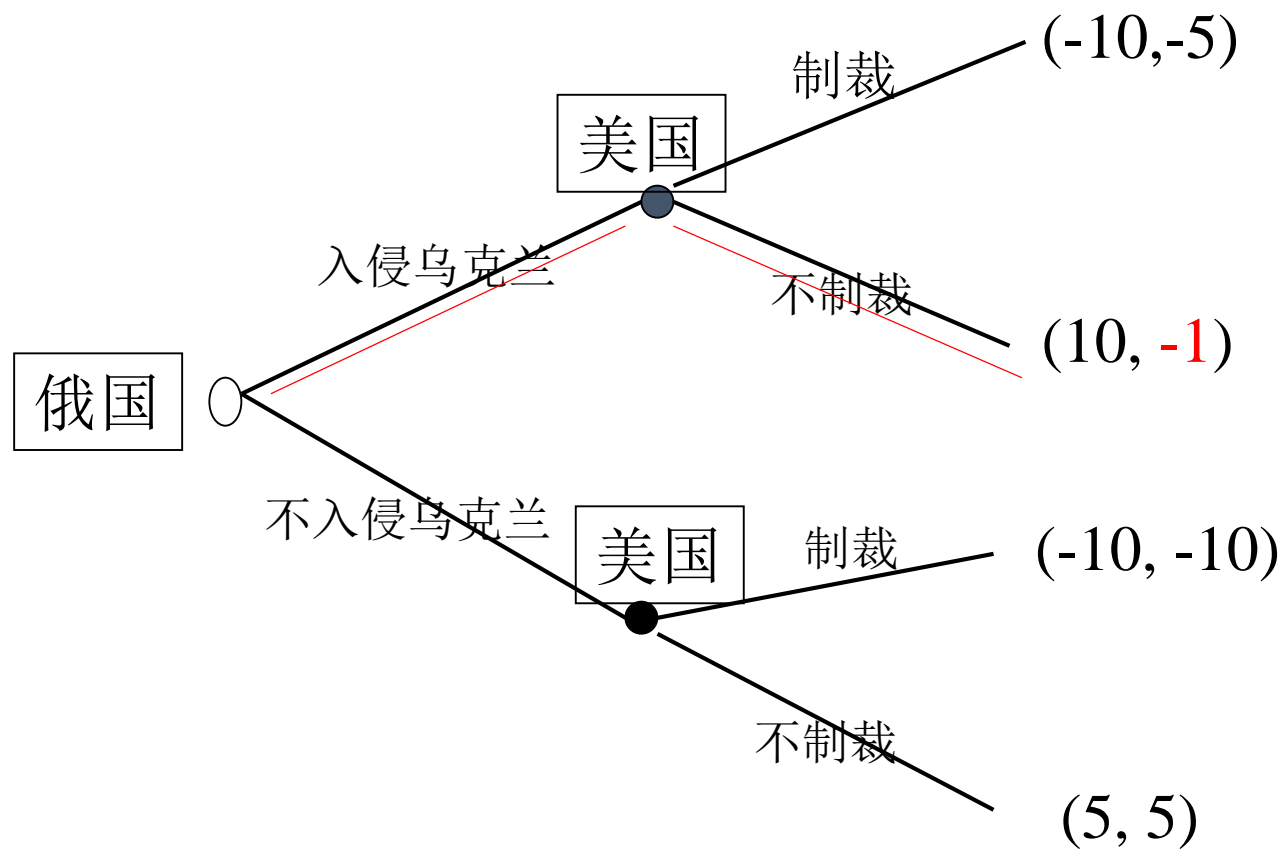 制裁
(-10,-5)
美国
入侵乌克兰
不制裁
(10, -1)
俄国
不入侵乌克兰
美国
制裁
(-10, -10)
不制裁
(5, 5)